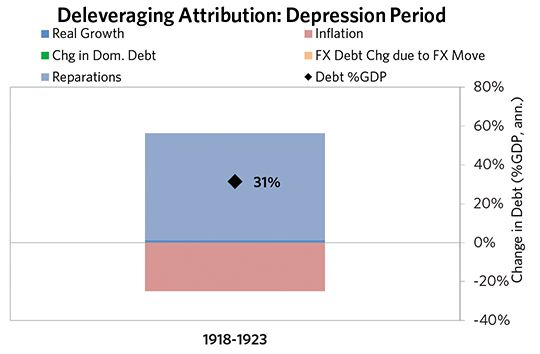 Deleveraging Attribution: Depression Period
Real Growth Inflation
Chg in Dom. Debt FX Debt Chg due to FX Move
Reparations Debt %GDP
80%
60%
40%
31%
20%
0%
-20%
-40%
Change in Debt (%GDP, ann.)
1918-1923